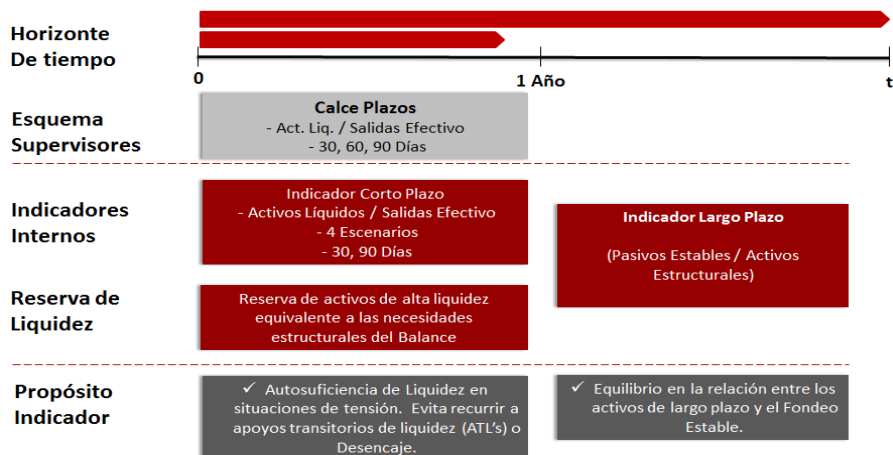 Horizonte
De tiempo
0
1 Año
t
Esquema
Supervisores
Calce Plazos
- Act. Liq. / Salidas Efectivo
- 30, 60, 90 Días
Indicadores
Internos
Indicador Corto Plazo
- Activos Líquidos / Salidas Efectivo
- 4 Escenarios
- 30, 90 Días
Indicador Largo Plazo
(Pasivos Estables / Activos
Estructurales)
Reserva de
Liquidez
Reserva de activos de alta liquidez
equivalente a las necesidades
estructurales del Balance
Propósito
Indicador
✓ Autosuficiencia de Liquidez en
situaciones de tensión. Evita recurrir a
apoyos transitorios de liquidez (ATL's) o
Desencaje.
✓ Equilibrio en la relación entre los
activos de largo plazo y el Fondeo
Estable.